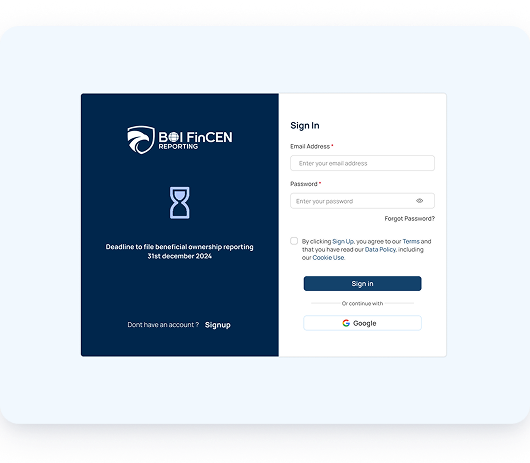 BOI FinCEN
REPORTING
Deadline to file beneficial ownership reporting
31st december 2024
Dont have an account ? Signup
Sign In
Email Address *
Enter your email address
Password *
Enter your password
Forgot Password?
By clicking Sign Up, you agree to our Terms and
that you have read our Data Policy, including
our Cookie Use.
Sign in
Or continue with
Google